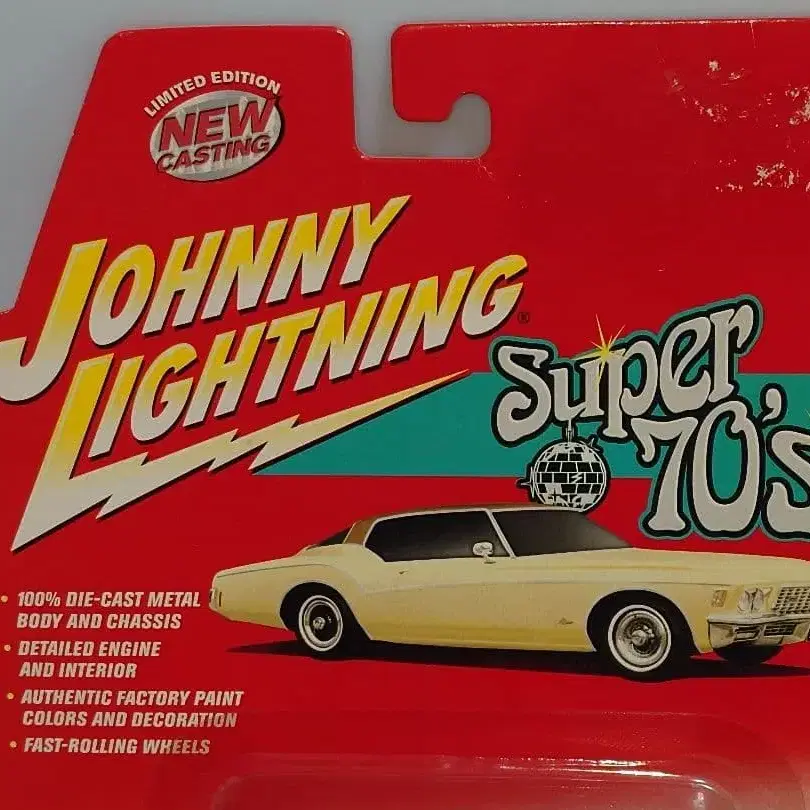 LIMITED EDITION
NEW
CASTING
JOHNNY
LIGHTNING®
Super
70's
• 100% DIE-CAST METAL
BODY AND CHASSIS
• DETAILED ENGINE
AND INTERIOR
• AUTHENTIC FACTORY PAINT
COLORS AND DECORATION
• FAST-ROLLING WHEELS